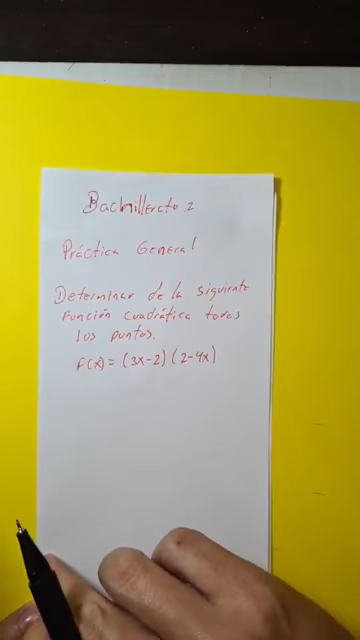 Bachillerato 2
Práctica General
Determinar de la siguiente
función cuadrática todos
los puntos.
F(x) = (3x-2) (2-4x)